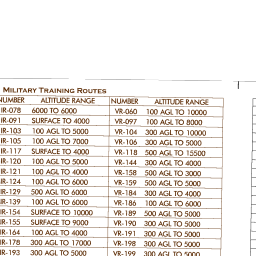 MILITARY TRAINING ROUTES
NUMBER ALTITUDE RANGE NUMBER ALTITUDE RANGE
IR-078 6000 TO 6000 VR-060 100 AGL TO 10000
IR-091 SURFACE TO 4000 VR-097 100 AGL TO 8000
IR-103 100 AGL TO 5000 VR-104 300 AGL TO 10000
IR-105 100 AGL TO 7000 VR-106 300 AGL TO 5000
IR-117 SURFACE TO 4000 VR-118 500 AGL TO 15500
IR-120 100 AGL TO 5000 VR-144 300 AGL TO 4000
IR-121 100 AGL TO 4000 VR-158 500 AGL TO 3000
IR-124 100 AGL TO 6000 VR-159 500 AGL TO 5000
IR-129 500 AGL TO 6000 VR-184 300 AGL TO 4000
IR-139 100 AGL TO 6000 VR-186 100 AGL TO 6000
IR-154 SURFACE TO 10000 VR-189 500 AGL TO 5000
IR-155 SURFACE TO 9000 VR-190 300 AGL TO 5000
IR-164 100 AGL TO 4000 VR-191 300 AGL TO 5000
IR-178 300 AGL TO 17000 VR-198 300 AGL TO 5000
IR-193 300 AGL TO 5000 VR-199 300 AGL TO 5000